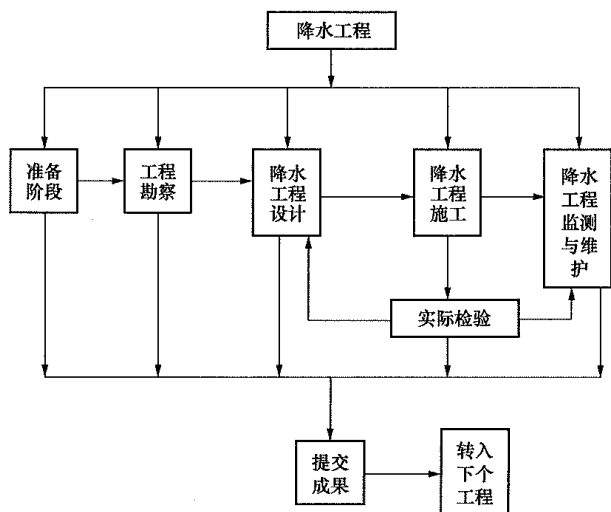 降水工程
准备
阶段
工程
勘察
降水
工程
设计
降水
工程
施工
降水
工程
监测
与维
护
实际检验
提交
成果
转入
下个
工程